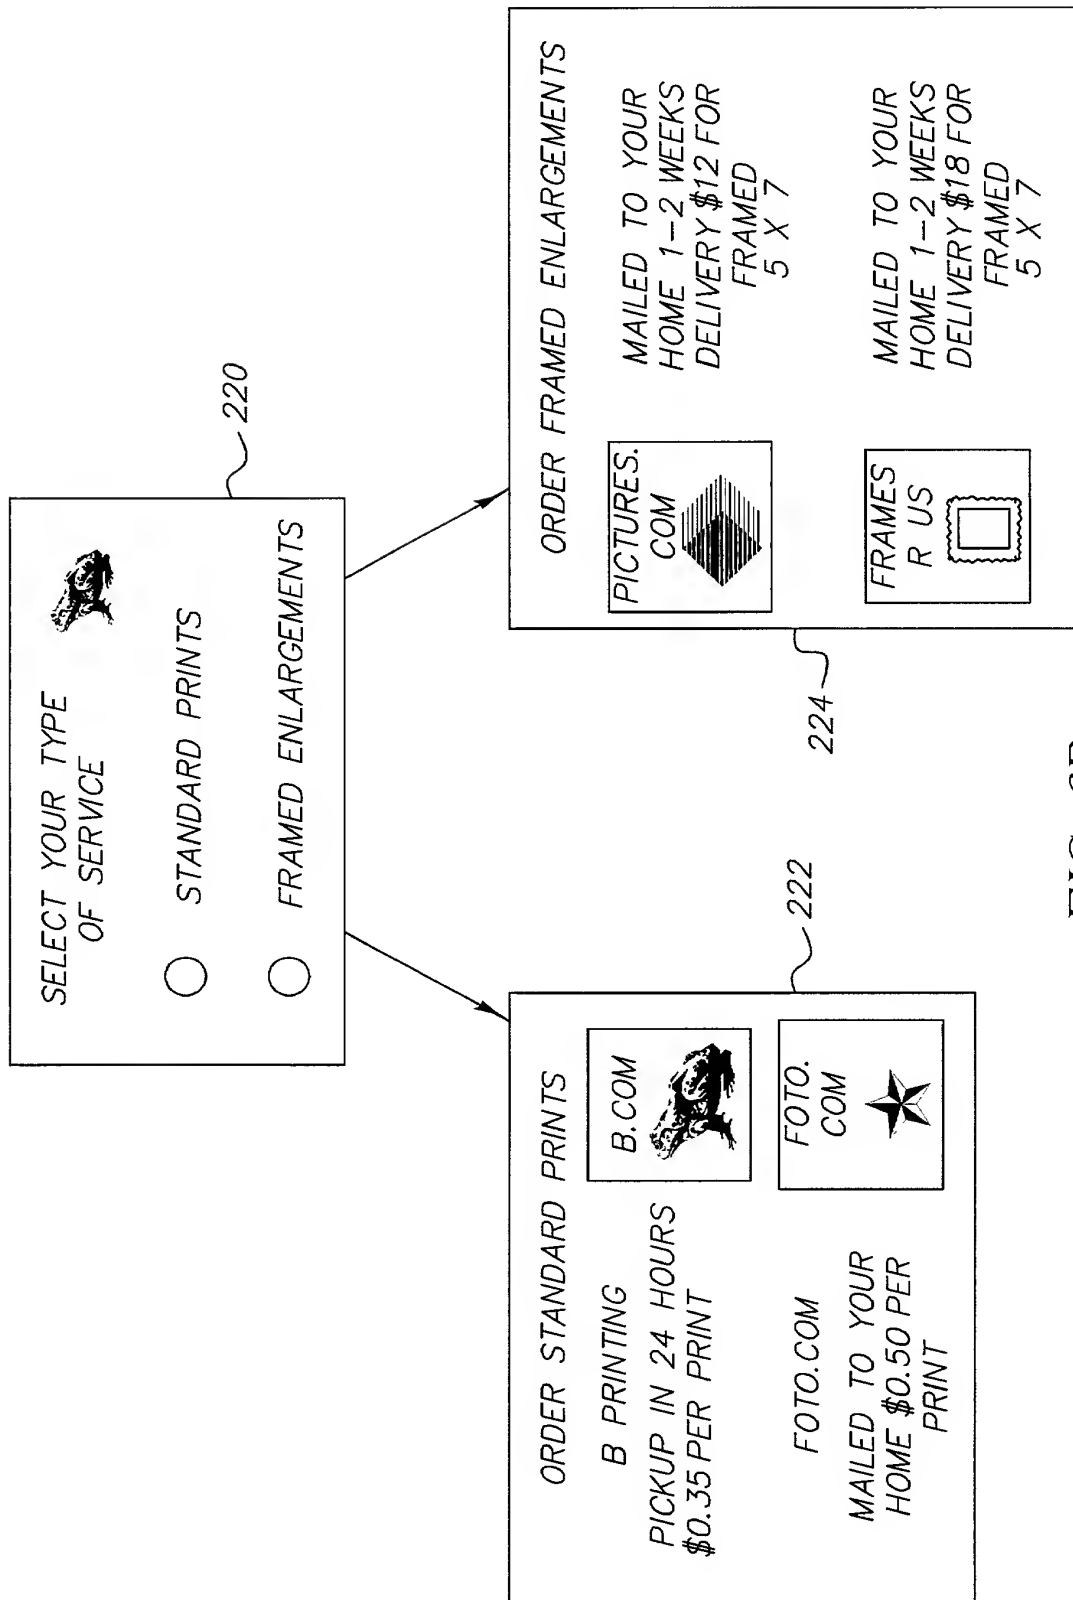 SELECT YOUR TYPE
OF SERVICE
STANDARD PRINTS
FRAMED ENLARGEMENTS
220
ORDER STANDARD PRINTS
B PRINTING
PICKUP IN 24 HOURS
$0.35 PER PRINT
B.COM
FOTO.COM
MAILED TO YOUR
HOME $0.50 PER
PRINT
FOTO.
COM
222
ORDER FRAMED ENLARGEMENTS
PICTURES.
COM
MAILED TO YOUR
HOME 1-2 WEEKS
DELIVERY $12 FOR
FRAMED
5 X 7
FRAMES
R US
MAILED TO YOUR
HOME 1-2 WEEKS
DELIVERY $18 FOR
FRAMED
5 X 7
224